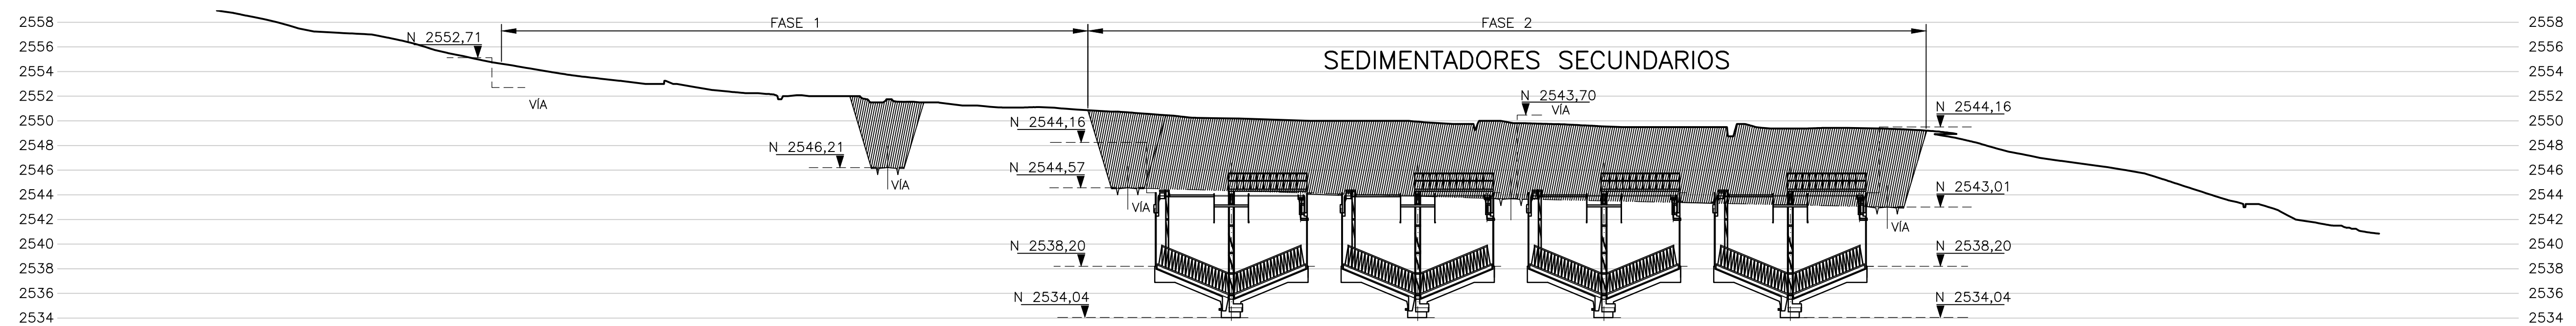 2558 FASE 1 FASE 2 2558
2556 N 2552,71 SEDIMENTADORES SECUNDARIOS 2556
2554 2554
2552 VÍA N 2543,70 2552
VÍA N 2544,16
2550 N 2544,16 2550
2548 N 2546,21 2548
2546 N 2544,57 2546
VÍA
2544 N 2543,01 2544
VÍA
2542 VÍA 2542
2540 N 2538,20 N 2538,20 2540
2538 2538
2536 N 2534,04 N 2534,04 2536
2534 2534